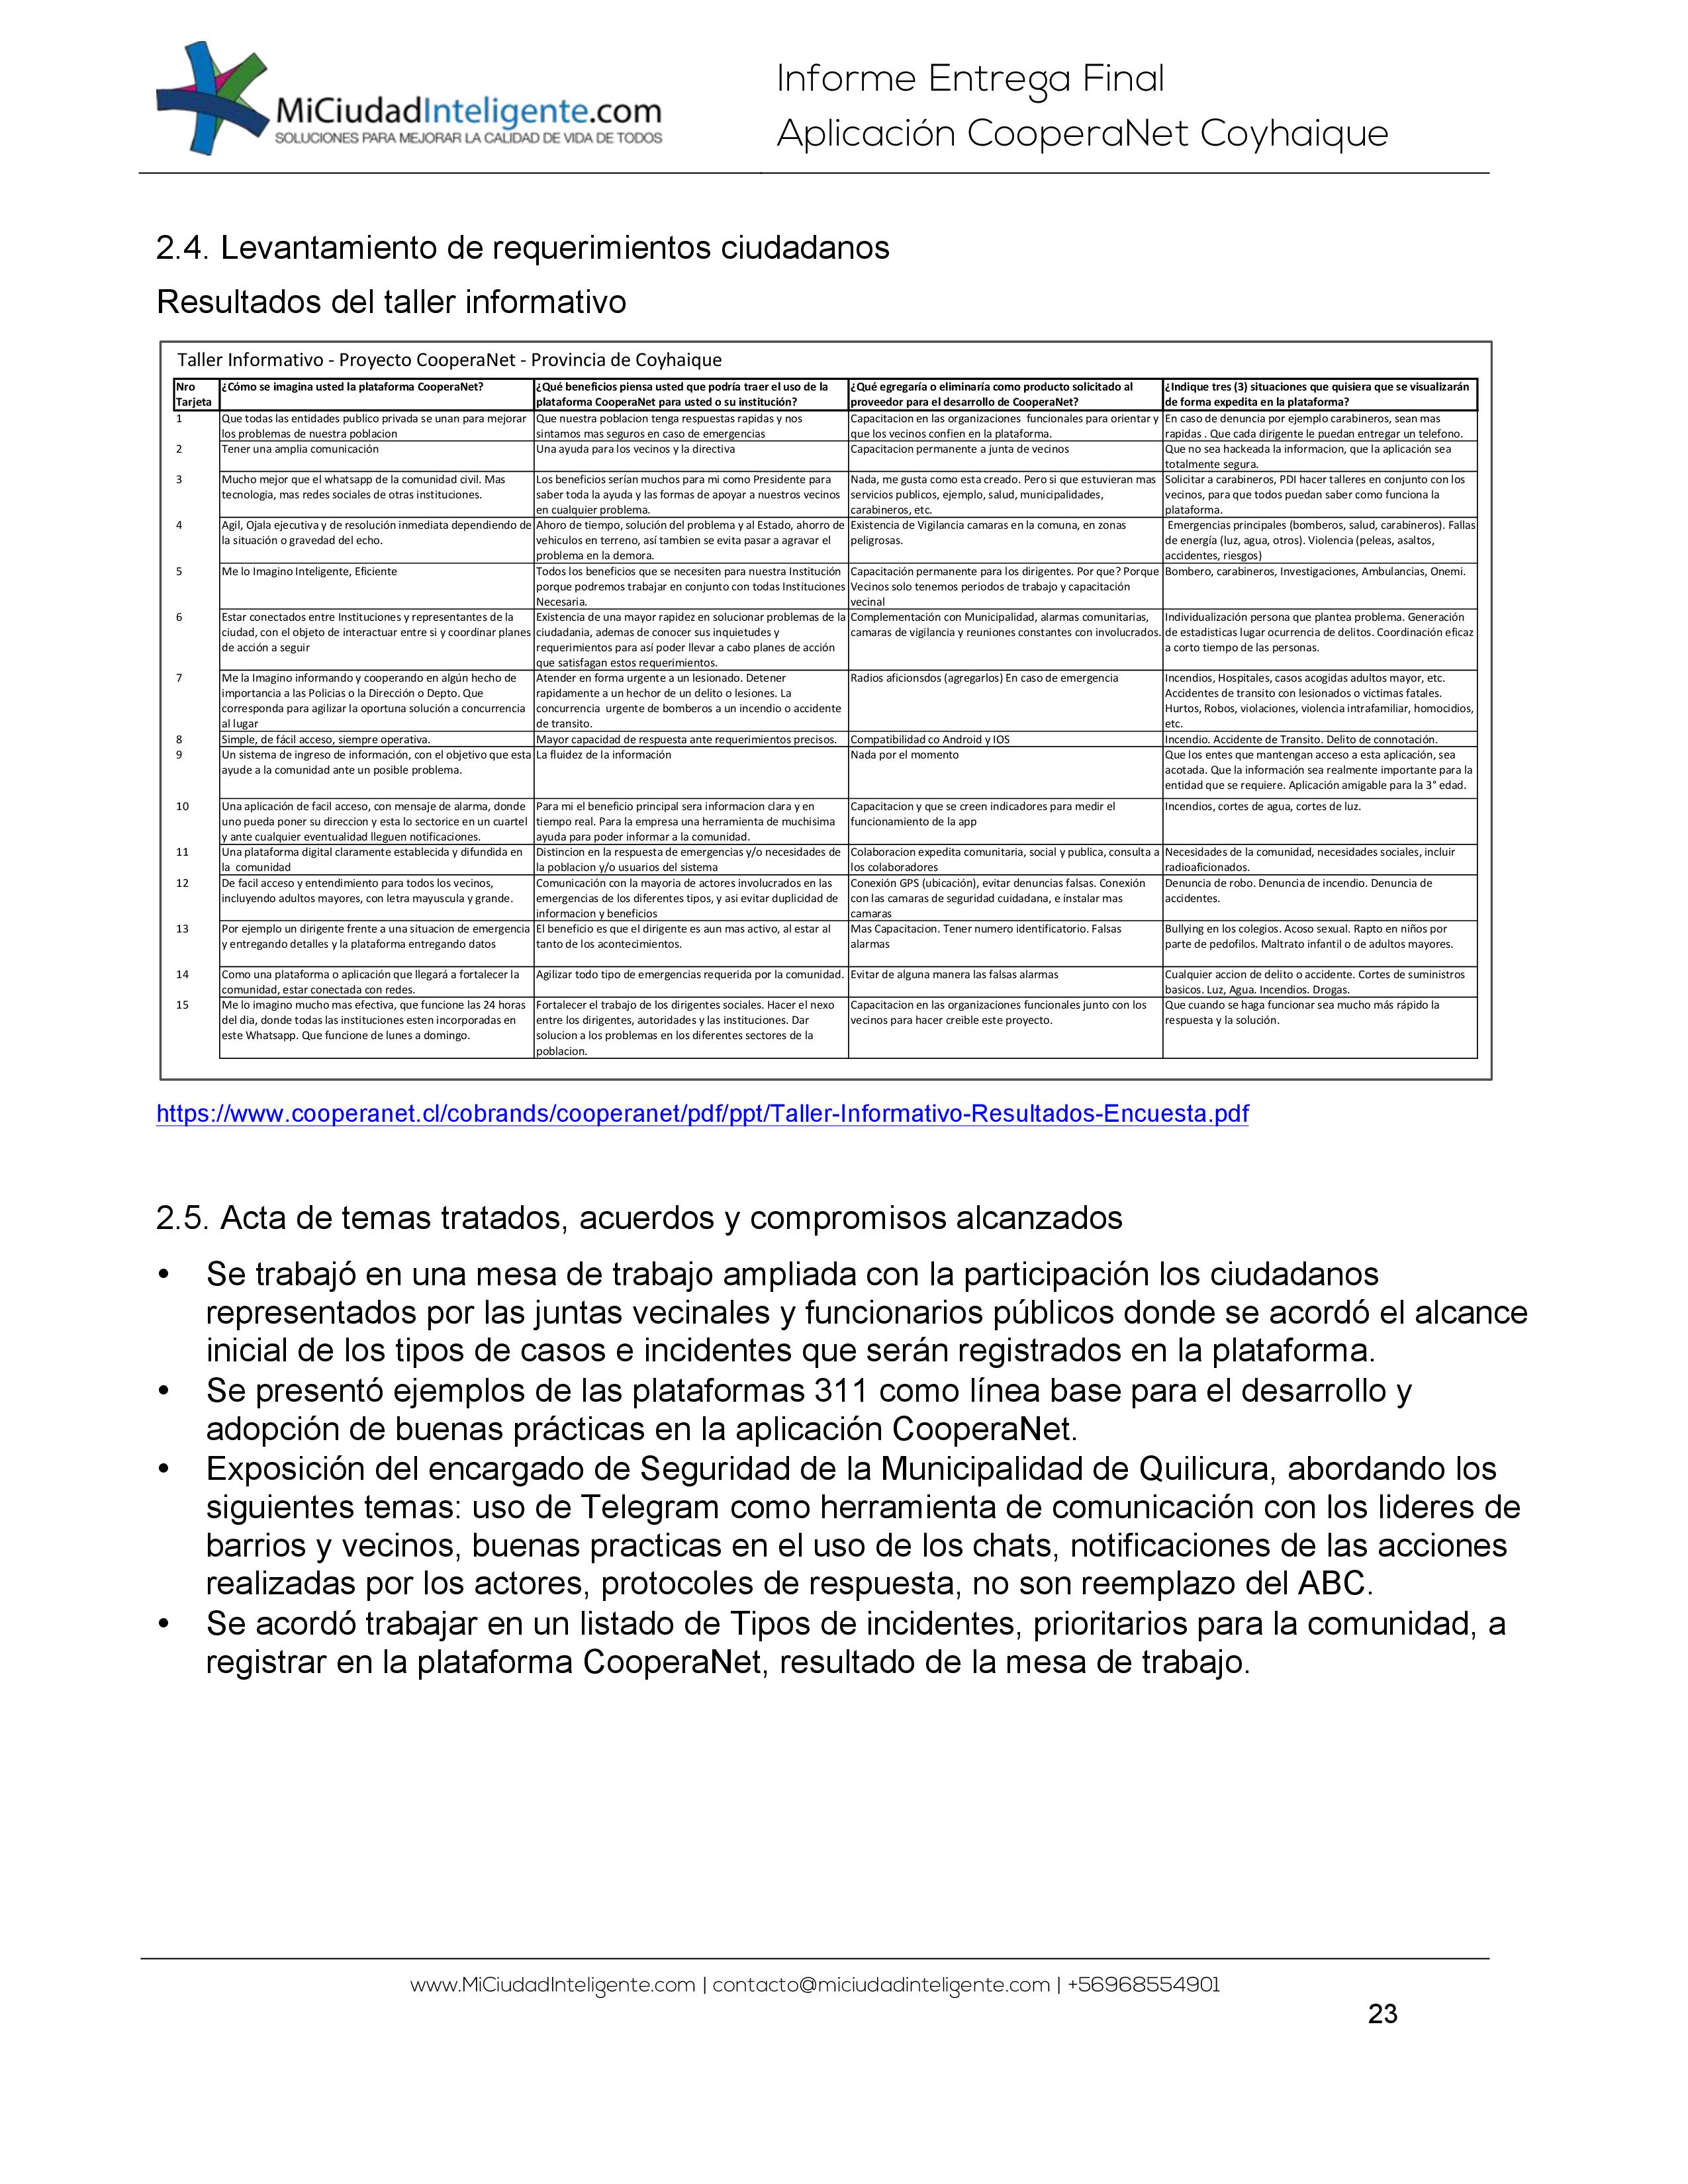 MiCiudadInteligente.com
SOLUCIONES PARA MEJORAR LA CALIDAD DE VIDA DE TODOS
Informe Entrega Final
Aplicación CooperaNet Coyhaique
2.4. Levantamiento de requerimientos ciudadanos
Resultados del taller informativo
Taller Informativo - Proyecto CooperaNet - Provincia de Coyhaique
Nro
Tarjeta
¿Cómo se imagina usted la plataforma CooperaNet?
¿Qué beneficios piensa usted que podría traer el uso de la
plataforma CooperaNet para usted o su institución?
¿Qué egregaría o eliminaría como producto solicitado al
proveedor para el desarrollo de CooperaNet?
¿Indique tres (3) situaciones que quisiera que se visualizarán
de forma expedita en la plataforma?
1
Que todas las entidades publico privada se unan para mejorar
los problemas de nuestra poblacion
Que nuestra poblacion tenga respuestas rapidas y nos
sintamos mas seguros en caso de emergencias
Capacitacion en las organizaciones  funcionales para orientar y
que los vecinos confien en la plataforma.
En caso de denuncia por ejemplo carabineros, sean mas
rapidas . Que cada dirigente le puedan entregar un telefono.
2
Tener una amplia comunicación
Una ayuda para los vecinos y la directiva
Capacitacion permanente a junta de vecinos
Que no sea hackeada la informacion, que la aplicación sea
totalmente segura.
3
Mucho mejor que el whatsapp de la comunidad civil. Mas
tecnologia, mas redes sociales de otras instituciones.
Los beneficios serían muchos para mi como Presidente para
saber toda la ayuda y las formas de apoyar a nuestros vecinos
en cualquier problema.
Nada, me gusta como esta creado. Pero si que estuvieran mas
servicios publicos, ejemplo, salud, municipalidades,
carabineros, etc.
Solicitar a carabineros, PDI hacer talleres en conjunto con los
vecinos, para que todos puedan saber como funciona la
plataforma.
4
Agil, Ojala ejecutiva y de resolución inmediata dependiendo de
la situación o gravedad del echo.
Ahoro de tiempo, solución del problema y al Estado, ahorro de
vehiculos en terreno, así tambien se evita pasar a agravar el
problema en la demora.
Existencia de Vigilancia camaras en la comuna, en zonas
peligrosas.
Emergencias principales (bomberos, salud, carabineros). Fallas
de energía (luz, agua, otros). Violencia (peleas, asaltos,
accidentes, riesgos)
5
Me lo Imagino Inteligente, Eficiente
Todos los beneficios que se necesiten para nuestra Institución
porque podremos trabajar en conjunto con todas Instituciones
Necesaria.
Capacitación permanente para los dirigentes. Por que? Porque
Vecinos solo tenemos periodos de trabajo y capacitación
vecinal
Bombero, carabineros, Investigaciones, Ambulancias, Onemi.
6
Estar conectados entre Instituciones y representantes de la
ciudad, con el objeto de interactuar entre si y coordinar planes
de acción a seguir
Existencia de una mayor rapidez en solucionar problemas de la
ciudadania, ademas de conocer sus inquietudes y
requerimientos para así poder llevar a cabo planes de acción
que satisfagan estos requerimientos.
Complementación con Municipalidad, alarmas comunitarias,
camaras de vigilancia y reuniones constantes con involucrados.
Individualización persona que plantea problema. Generación
de estadisticas lugar ocurrencia de delitos. Coordinación eficaz
a corto tiempo de las personas.
7
Me la Imagino informando y cooperando en algún hecho de
importancia a las Policias o la Dirección o Depto. Que
corresponda para agilizar la oportuna solución a concurrencia
al lugar
Atender en forma urgente a un lesionado. Detener
rapidamente a un hechor de un delito o lesiones. La
concurrencia  urgente de bomberos a un incendio o accidente
de transito.
Radios aficionsdos (agregarlos) En caso de emergencia
Incendios, Hospitales, casos acogidas adultos mayor, etc.
Accidentes de transito con lesionados o victimas fatales.
Hurtos, Robos, violaciones, violencia intrafamiliar, homocidios,
etc.
8
Simple, de fácil acceso, siempre operativa.
Mayor capacidad de respuesta ante requerimientos precisos.
Compatibilidad co Android y IOS
Incendio. Accidente de Transito. Delito de connotación.
9
Un sistema de ingreso de información, con el objetivo que esta
ayude a la comunidad ante un posible problema.
La fluidez de la información
Nada por el momento
Que los entes que mantengan acceso a esta aplicación, sea
acotada. Que la información sea realmente importante para la
entidad que se requiere. Aplicación amigable para la 3° edad.
10
Una aplicación de facil acceso, con mensaje de alarma, donde
uno pueda poner su direccion y esta lo sectorice en un cuartel
y ante cualquier eventualidad lleguen notificaciones.
Para mi el beneficio principal sera informacion clara y en
tiempo real. Para la empresa una herramienta de muchisima
ayuda para poder informar a la comunidad.
Capacitacion y que se creen indicadores para medir el
funcionamiento de la app
Incendios, cortes de agua, cortes de luz.
11
Una plataforma digital claramente establecida y difundida en
la  comunidad
Distincion en la respuesta de emergencias y/o necesidades de
la poblacion y/o usuarios del sistema
Colaboracion expedita comunitaria, social y publica, consulta a
los colaboradores
Necesidades de la comunidad, necesidades sociales, incluir
radioaficionados.
12
De facil acceso y entendimiento para todos los vecinos,
incluyendo adultos mayores, con letra mayuscula y grande.
Comunicación con la mayoria de actores involucrados en las
emergencias de los diferentes tipos, y asi evitar duplicidad de
informacion y beneficios
Conexión GPS (ubicación), evitar denuncias falsas. Conexión
con las camaras de seguridad cuidadana, e instalar mas
camaras
Denuncia de robo. Denuncia de incendio. Denuncia de
accidentes.
13
Por ejemplo un dirigente frente a una situacion de emergencia
y entregando detalles y la plataforma entregando datos
El beneficio es que el dirigente es aun mas activo, al estar al
tanto de los acontecimientos.
Mas Capacitacion. Tener numero identificatorio. Falsas
alarmas
Bullying en los colegios. Acoso sexual. Rapto en niños por
parte de pedofilos. Maltrato infantil o de adultos mayores.
14
Como una plataforma o aplicación que llegará a fortalecer la
comunidad, estar conectada con redes.
Agilizar todo tipo de emergencias requerida por la comunidad.
Evitar de alguna manera las falsas alarmas
Cualquier accion de delito o accidente. Cortes de suministros
basicos. Luz, Agua. Incendios. Drogas.
15
Me lo imagino mucho mas efectiva, que funcione las 24 horas
del dia, donde todas las instituciones esten incorporadas en
este Whatsapp. Que funcione de lunes a domingo.
Fortalecer el trabajo de los dirigentes sociales. Hacer el nexo
entre los dirigentes, autoridades y las instituciones. Dar
solucion a los problemas en los diferentes sectores de la
poblacion.
Capacitacion en las organizaciones funcionales junto con los
vecinos para hacer creible este proyecto.
Que cuando se haga funcionar sea mucho más rápido la
respuesta y la solución.
https://www.cooperanet.cl/cobrands/cooperanet/pdf/ppt/Taller-Informativo-Resultados-Encuesta.pdf
2.5. Acta de temas tratados, acuerdos y compromisos alcanzados
• Se trabajó en una mesa de trabajo ampliada con la participación los ciudadanos
representados por las juntas vecinales y funcionarios públicos donde se acordó el alcance
inicial de los tipos de casos e incidentes que serán registrados en la plataforma.
• Se presentó ejemplos de las plataformas 311 como línea base para el desarrollo y
adopción de buenas prácticas en la aplicación CooperaNet.
• Exposición del encargado de Seguridad de la Municipalidad de Quilicura, abordando los
siguientes temas: uso de Telegram como herramienta de comunicación con los lideres de
barrios y vecinos, buenas practicas en el uso de los chats, notificaciones de las acciones
realizadas por los actores, protocoles de respuesta, no son reemplazo del ABC.
• Se acordó trabajar en un listado de Tipos de incidentes, prioritarios para la comunidad, a
registrar en la plataforma CooperaNet, resultado de la mesa de trabajo.
www.MiCiudadInteligente.com | contacto@miciudadinteligente.com | +56968554901
23